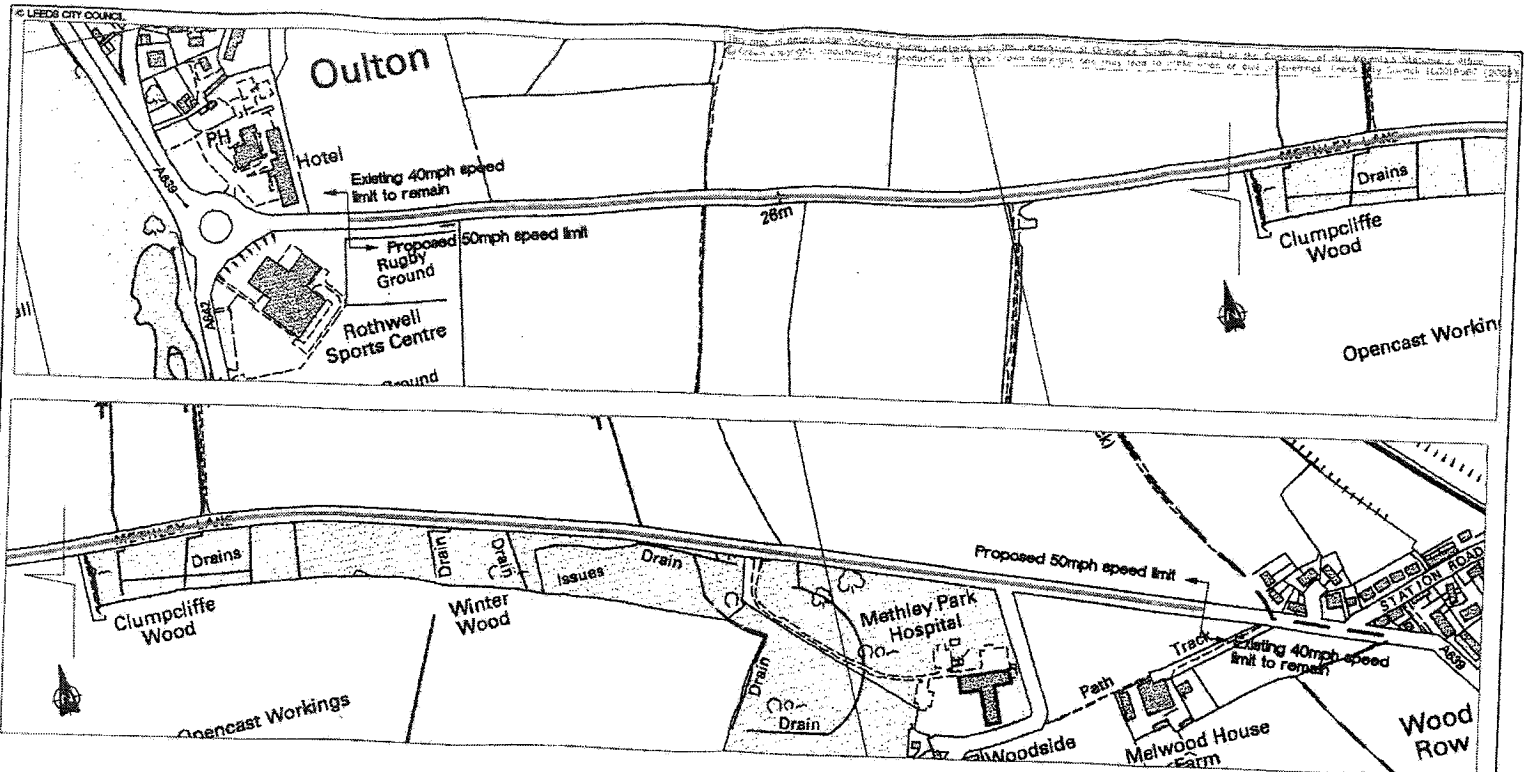 © LEEDS CITY COUNCIL
Oulton
PH
Hotel
A639
Existing 40mph speed
limit to remain
Proposed 50mph speed limit
Rugby
Ground
26m
A642
Rothwell
Sports Centre
Ground
METHLEY LANE
Drains
Clumpcliffe
Wood
Opencast Workin
METHLEY LANE
Drains
Clumpcliffe
Wood
Drain
Drain
Issues
Drain
Winter
Wood
Opencast Workings
Drain
Drain
Methley Park
Hospital
Proposed 50mph speed limit
STATION ROAD
Track
Existing 40mph speed
limit to remain
A639
Path
Woodside
Melwood House
Farm
Wood
Row